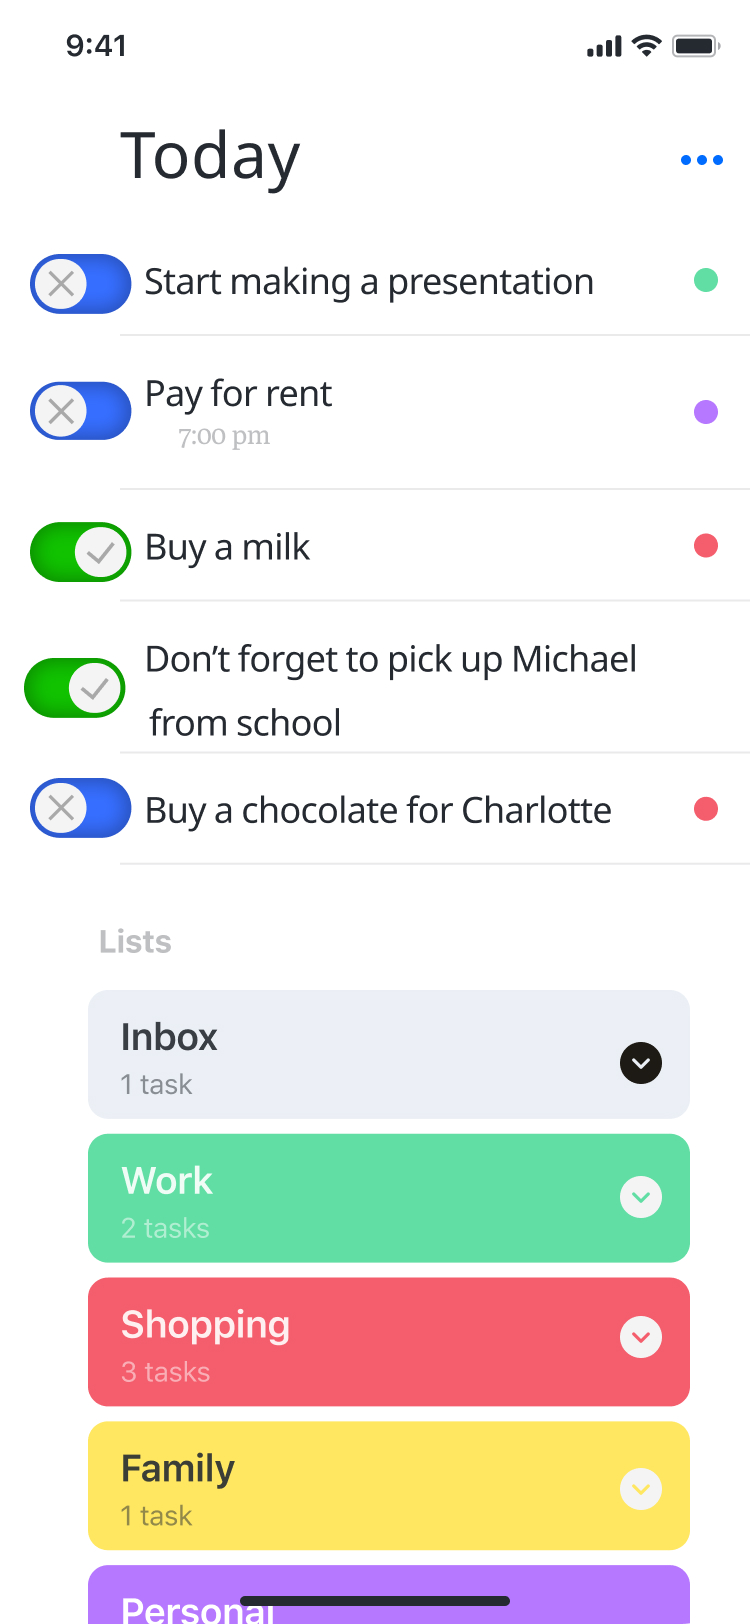 9:41
Today
Start making a presentation
Pay for rent
7:00 pm
Buy a milk
Don’t forget to pick up Michael
from school
Buy a chocolate for Charlotte
Lists
Inbox
1 task
Work
2 tasks
Shopping
3 tasks
Family
1 task
Personal